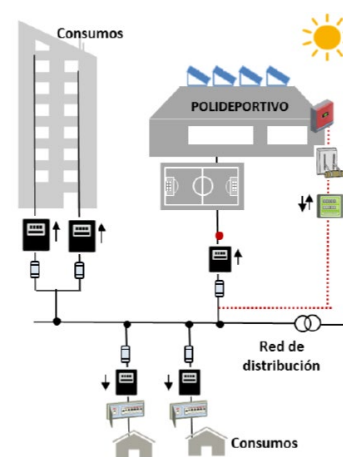 Consumos
POLIDEPORTIVO
Red de
distribución
Consumos